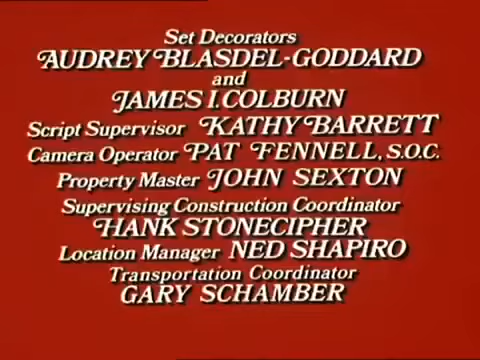 Set Decorators
AUDREY BLASDEL-GODDARD
and
JAMES I. COLBURN
Script Supervisor KATHY BARRETT
Camera Operator PAT FENNELL, S.O.C.
Property Master JOHN SEXTON
Supervising Construction Coordinator
HANK STONECIPHER
Location Manager NED SHAPIRO
Transportation Coordinator
GARY SCHAMBER